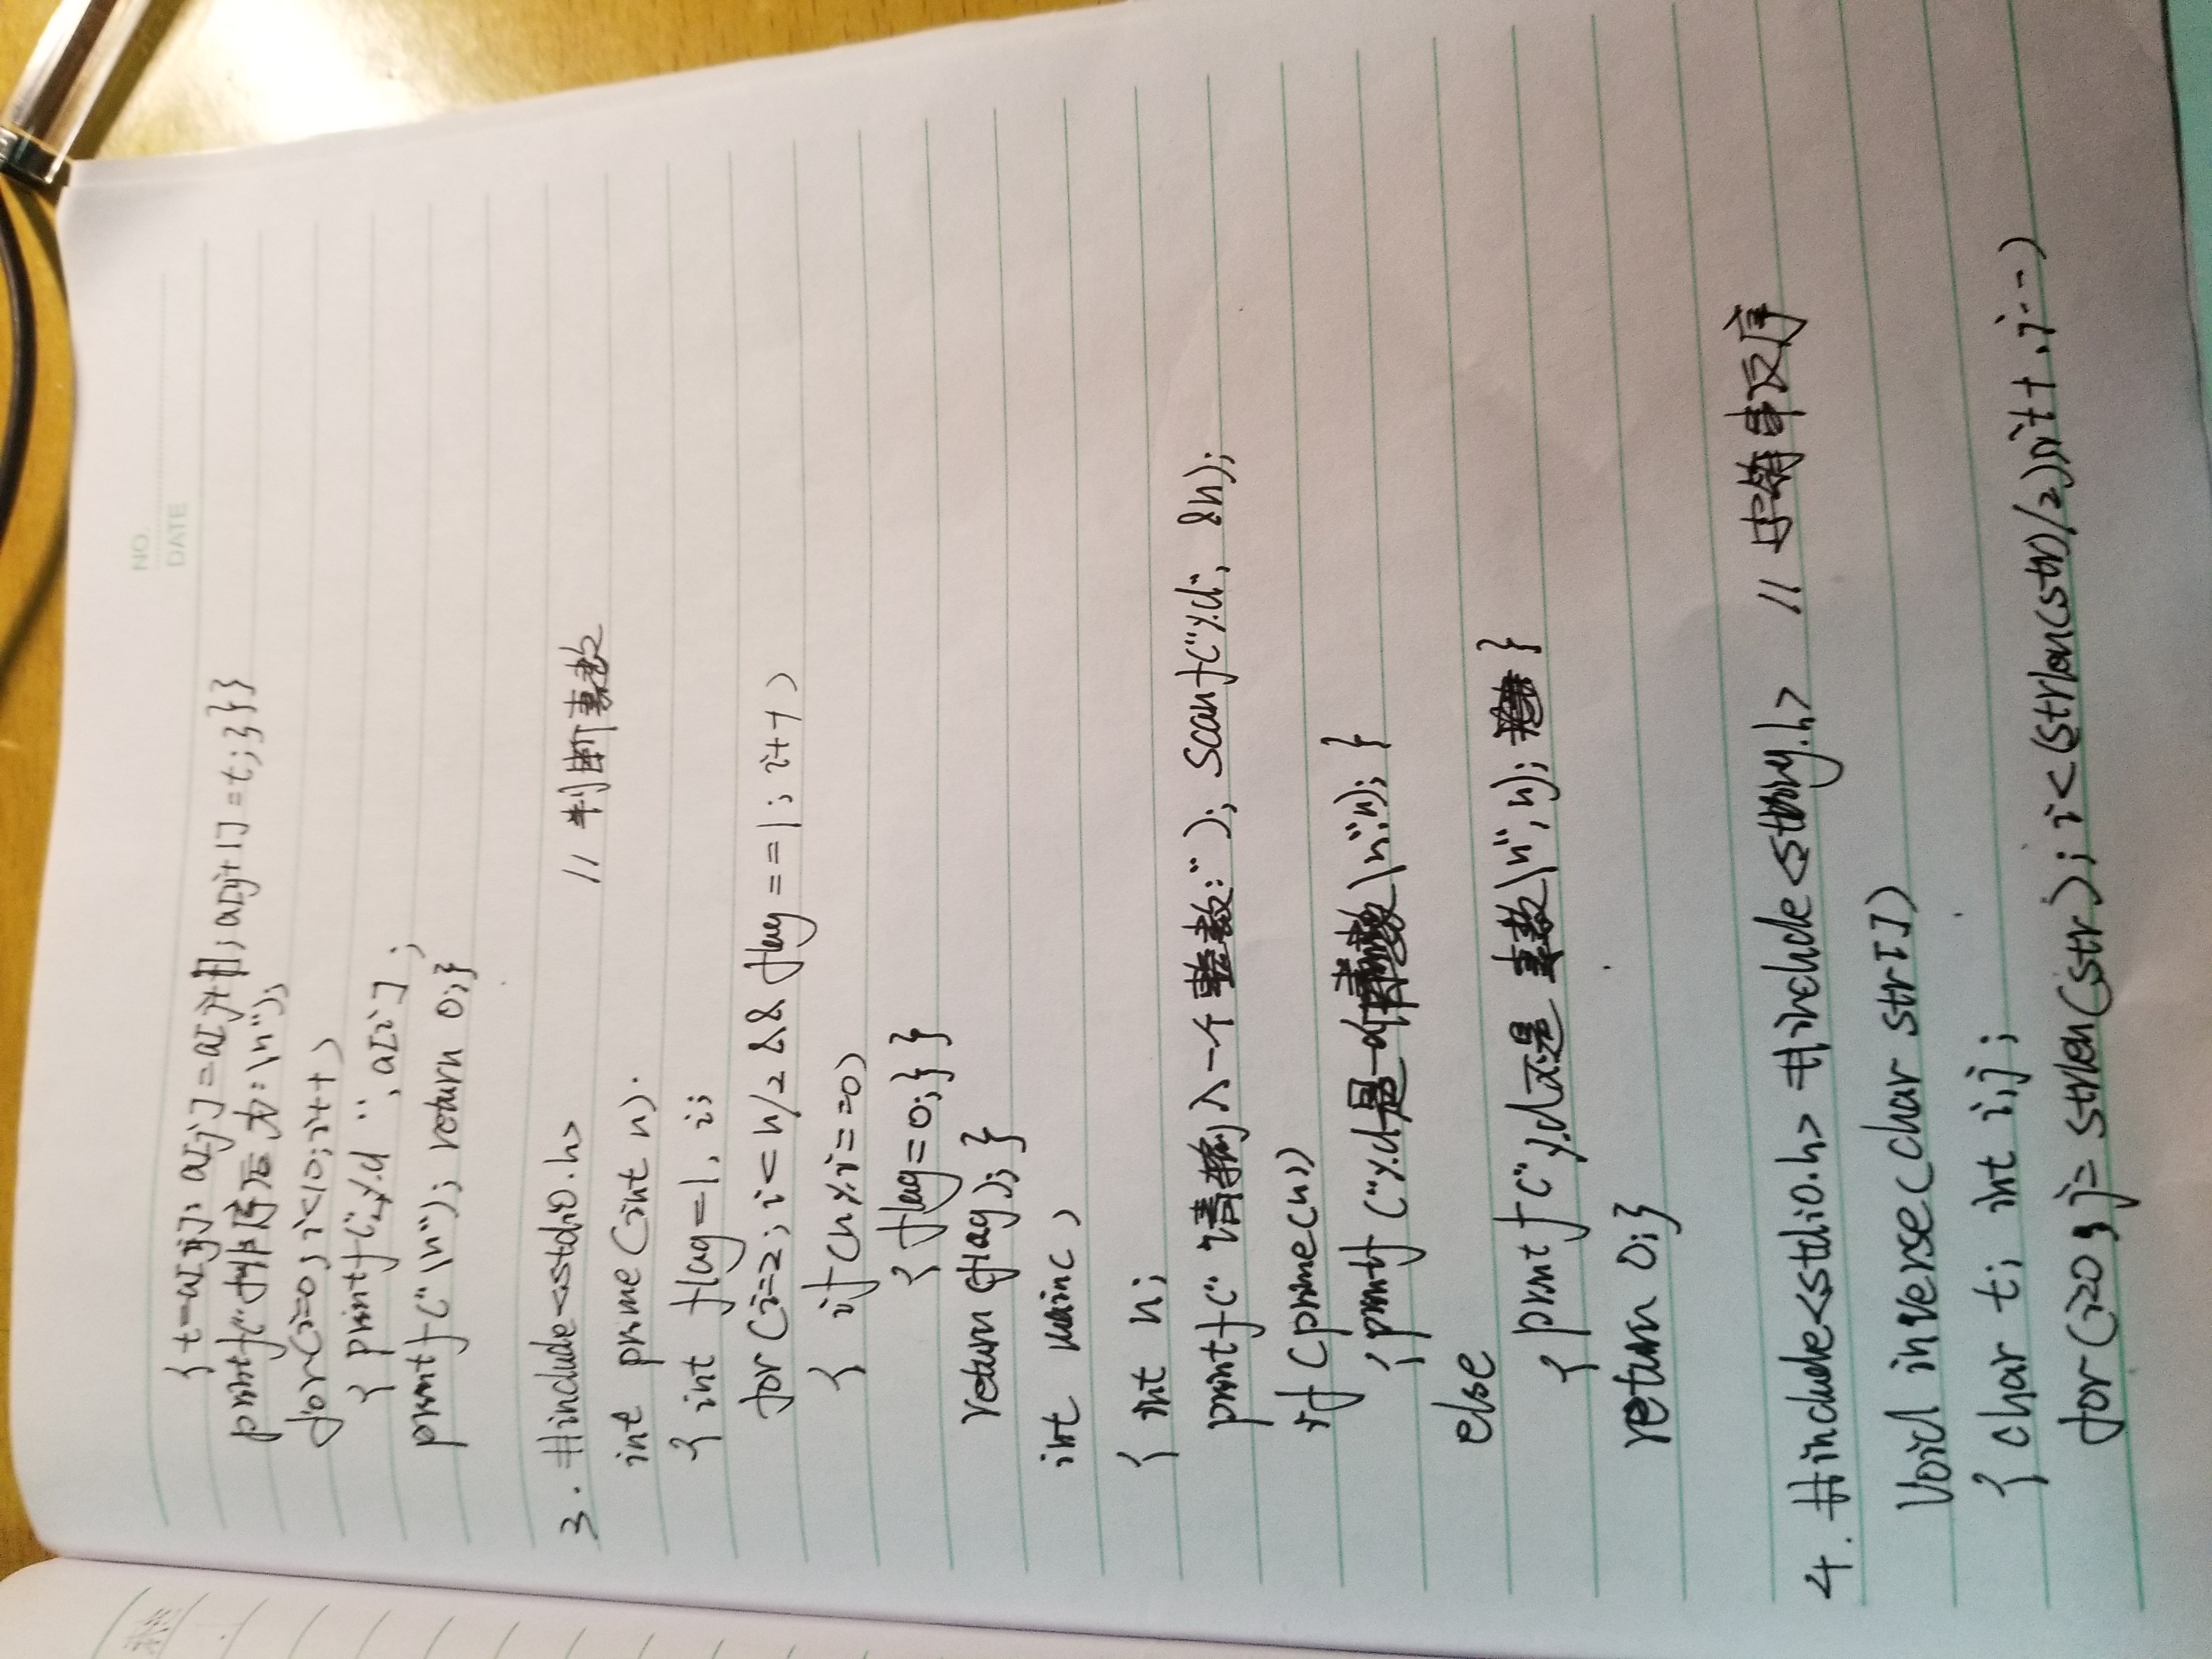 NO.
DATE
{ t=a[j]; a[j]=a[j+1]; a[j+1]=t;}}}
printf("排序后为:\n");
for(i=0;i<10;i++)
{ printf("%d ", a[i];
printf("\n"); return 0;}
3. #include<stdio.h> //判断素数
int prime(int n)
{ int flag=1, i;
for(i=2; i<n/2 && flag==1; i++)
{ if(n%i==0)
{ flag=0;}}
return(flag);}
int main()
{ int n;
printf("请输入一个整数:"); scanf("%d", &n);
if(prime(n))
{printf("%d是一个素数\n",n);}
else
{ printf("%d不是素数\n",n); }
return 0;}
4. #include<stdio.h> #include<string.h> //字符串反序
void inverse(char str[])
{ char t; int i,j;
for(i=0,j=strlen(str); i<(strlen(str)/2);i++,j--)